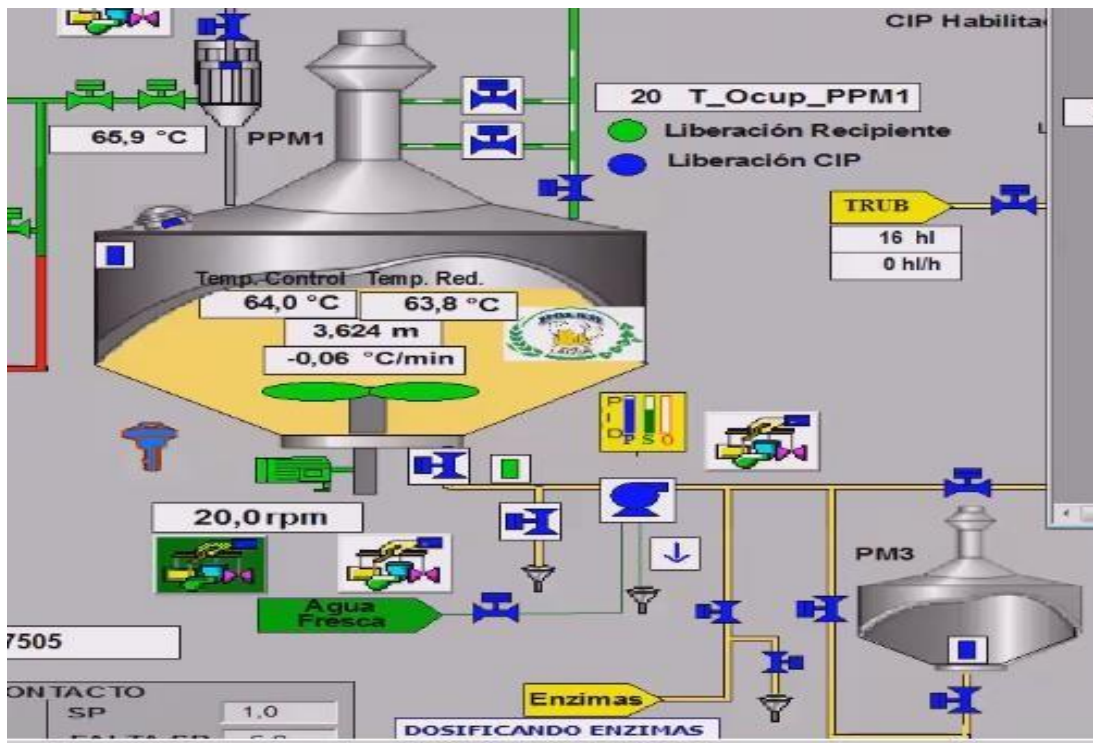 CIP Habilita
20 T_Ocup_PPM1
65,9 °C
PPM1
Liberación Recipiente
Liberación CIP
TRUB
16 hl
0 hl/h
Temp. Control Temp. Red.
64,0 °C 63,8 °C
3,624 m
-0,06 °C/min
PID
P S O
20,0 rpm
PM3
Agua
Fresca
7505
ONTACTO
SP 1,0
Enzimas
DOSIFICANDO ENZIMAS